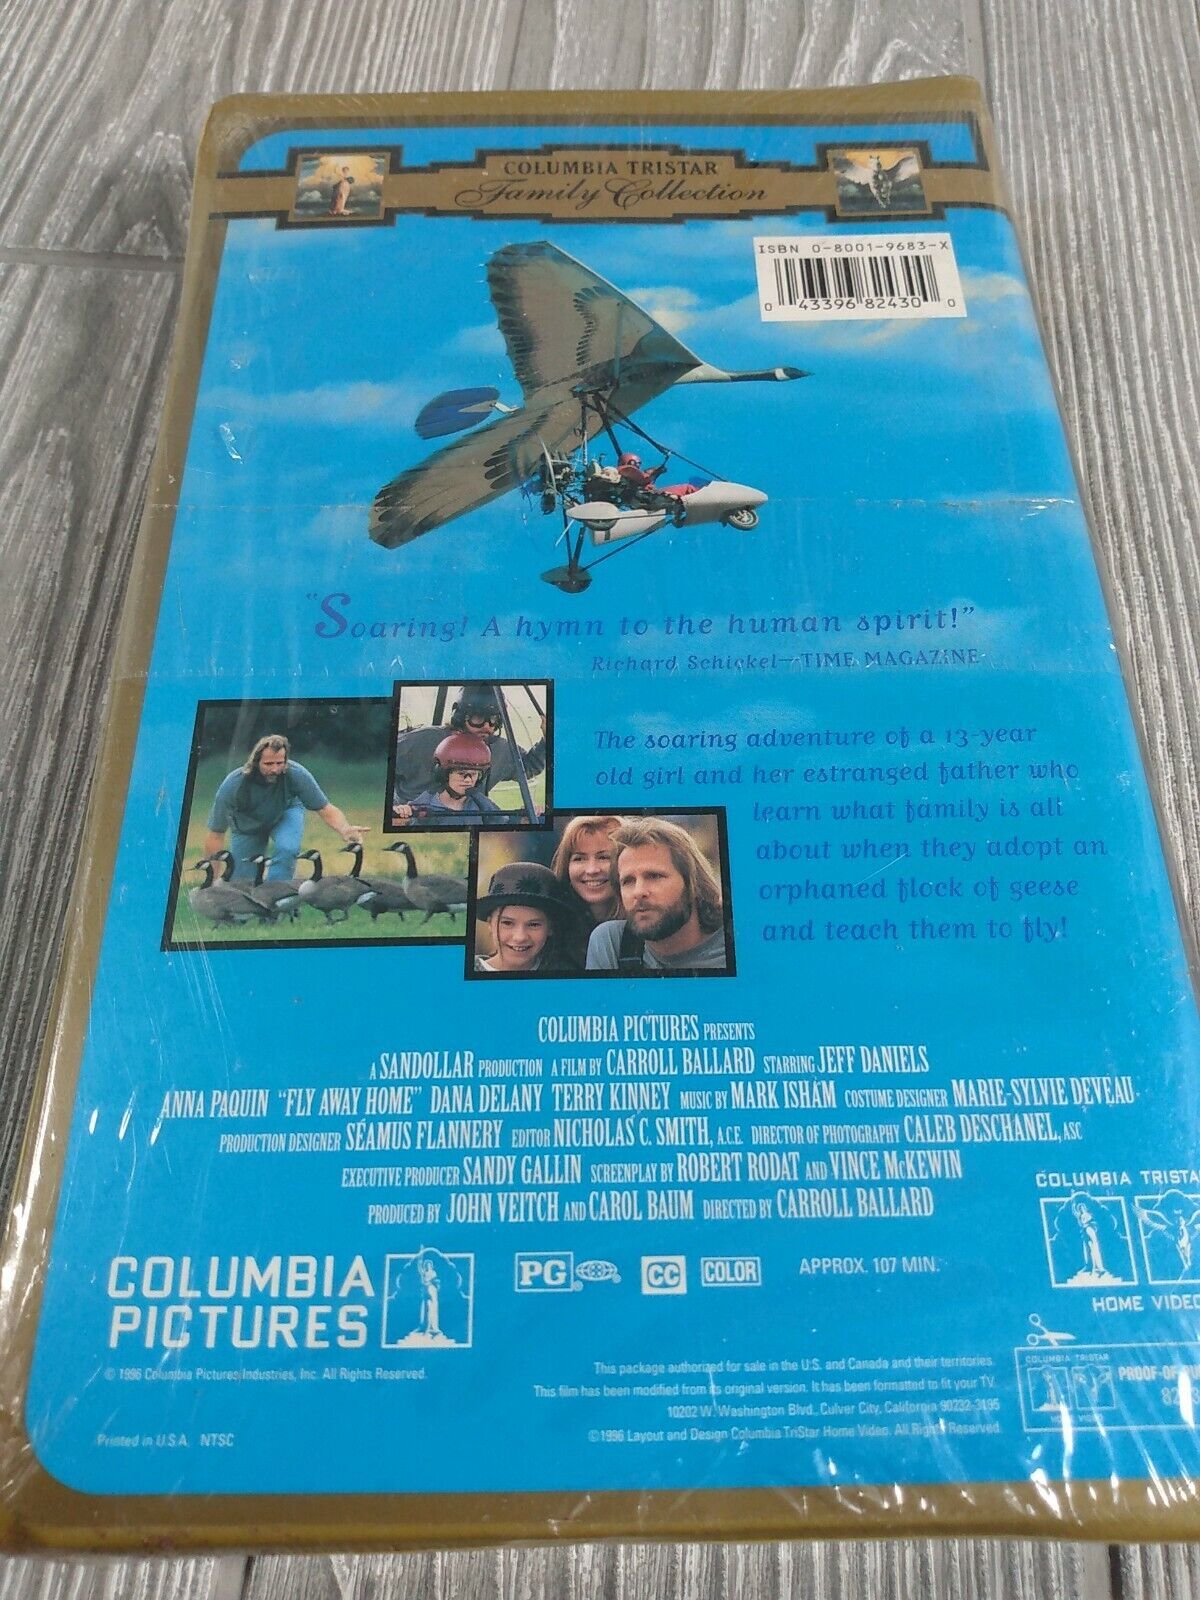 COLUMBIA TRISTAR
Family Collection
ISBN 0-8001-9683-X
0 43396 82430 0
"Soaring! A hymn to the human spirit!"
Richard Schickel—TIME MAGAZINE
The soaring adventure of a 13-year
old girl and her estranged father who
learn what family is all
about when they adopt an
orphaned flock of geese
and teach them to fly!
COLUMBIA PICTURES PRESENTS
A SANDOLLAR PRODUCTION A FILM BY CARROLL BALLARD STARRING JEFF DANIELS
ANNA PAQUIN "FLY AWAY HOME" DANA DELANY TERRY KINNEY MUSIC BY MARK ISHAM COSTUME DESIGNER MARIE-SYLVIE DEVEAU
PRODUCTION DESIGNER SÉAMUS FLANNERY EDITOR NICHOLAS C. SMITH, A.C.E. DIRECTOR OF PHOTOGRAPHY CALEB DESCHANEL, ASC
EXECUTIVE PRODUCER SANDY GALLIN SCREENPLAY BY ROBERT RODAT AND VINCE McKEWIN
PRODUCED BY JOHN VEITCH AND CAROL BAUM DIRECTED BY CARROLL BALLARD
COLUMBIA
PICTURES
PG CC COLOR APPROX. 107 MIN.
COLUMBIA TRISTA
HOME VIDEO
© 1996 Columbia Pictures Industries, Inc. All Rights Reserved.
This package authorized for sale in the U.S. and Canada and their territories.
This film has been modified from its original version. It has been formatted to fit your TV.
10202 W. Washington Blvd., Culver City, California 90232-3195
©1996 Layout and Design Columbia TriStar Home Video. All Rights Reserved.
Printed in U.S.A. NTSC
COLUMBIA TRISTAR
HOME VIDEO
PROOF-OF-